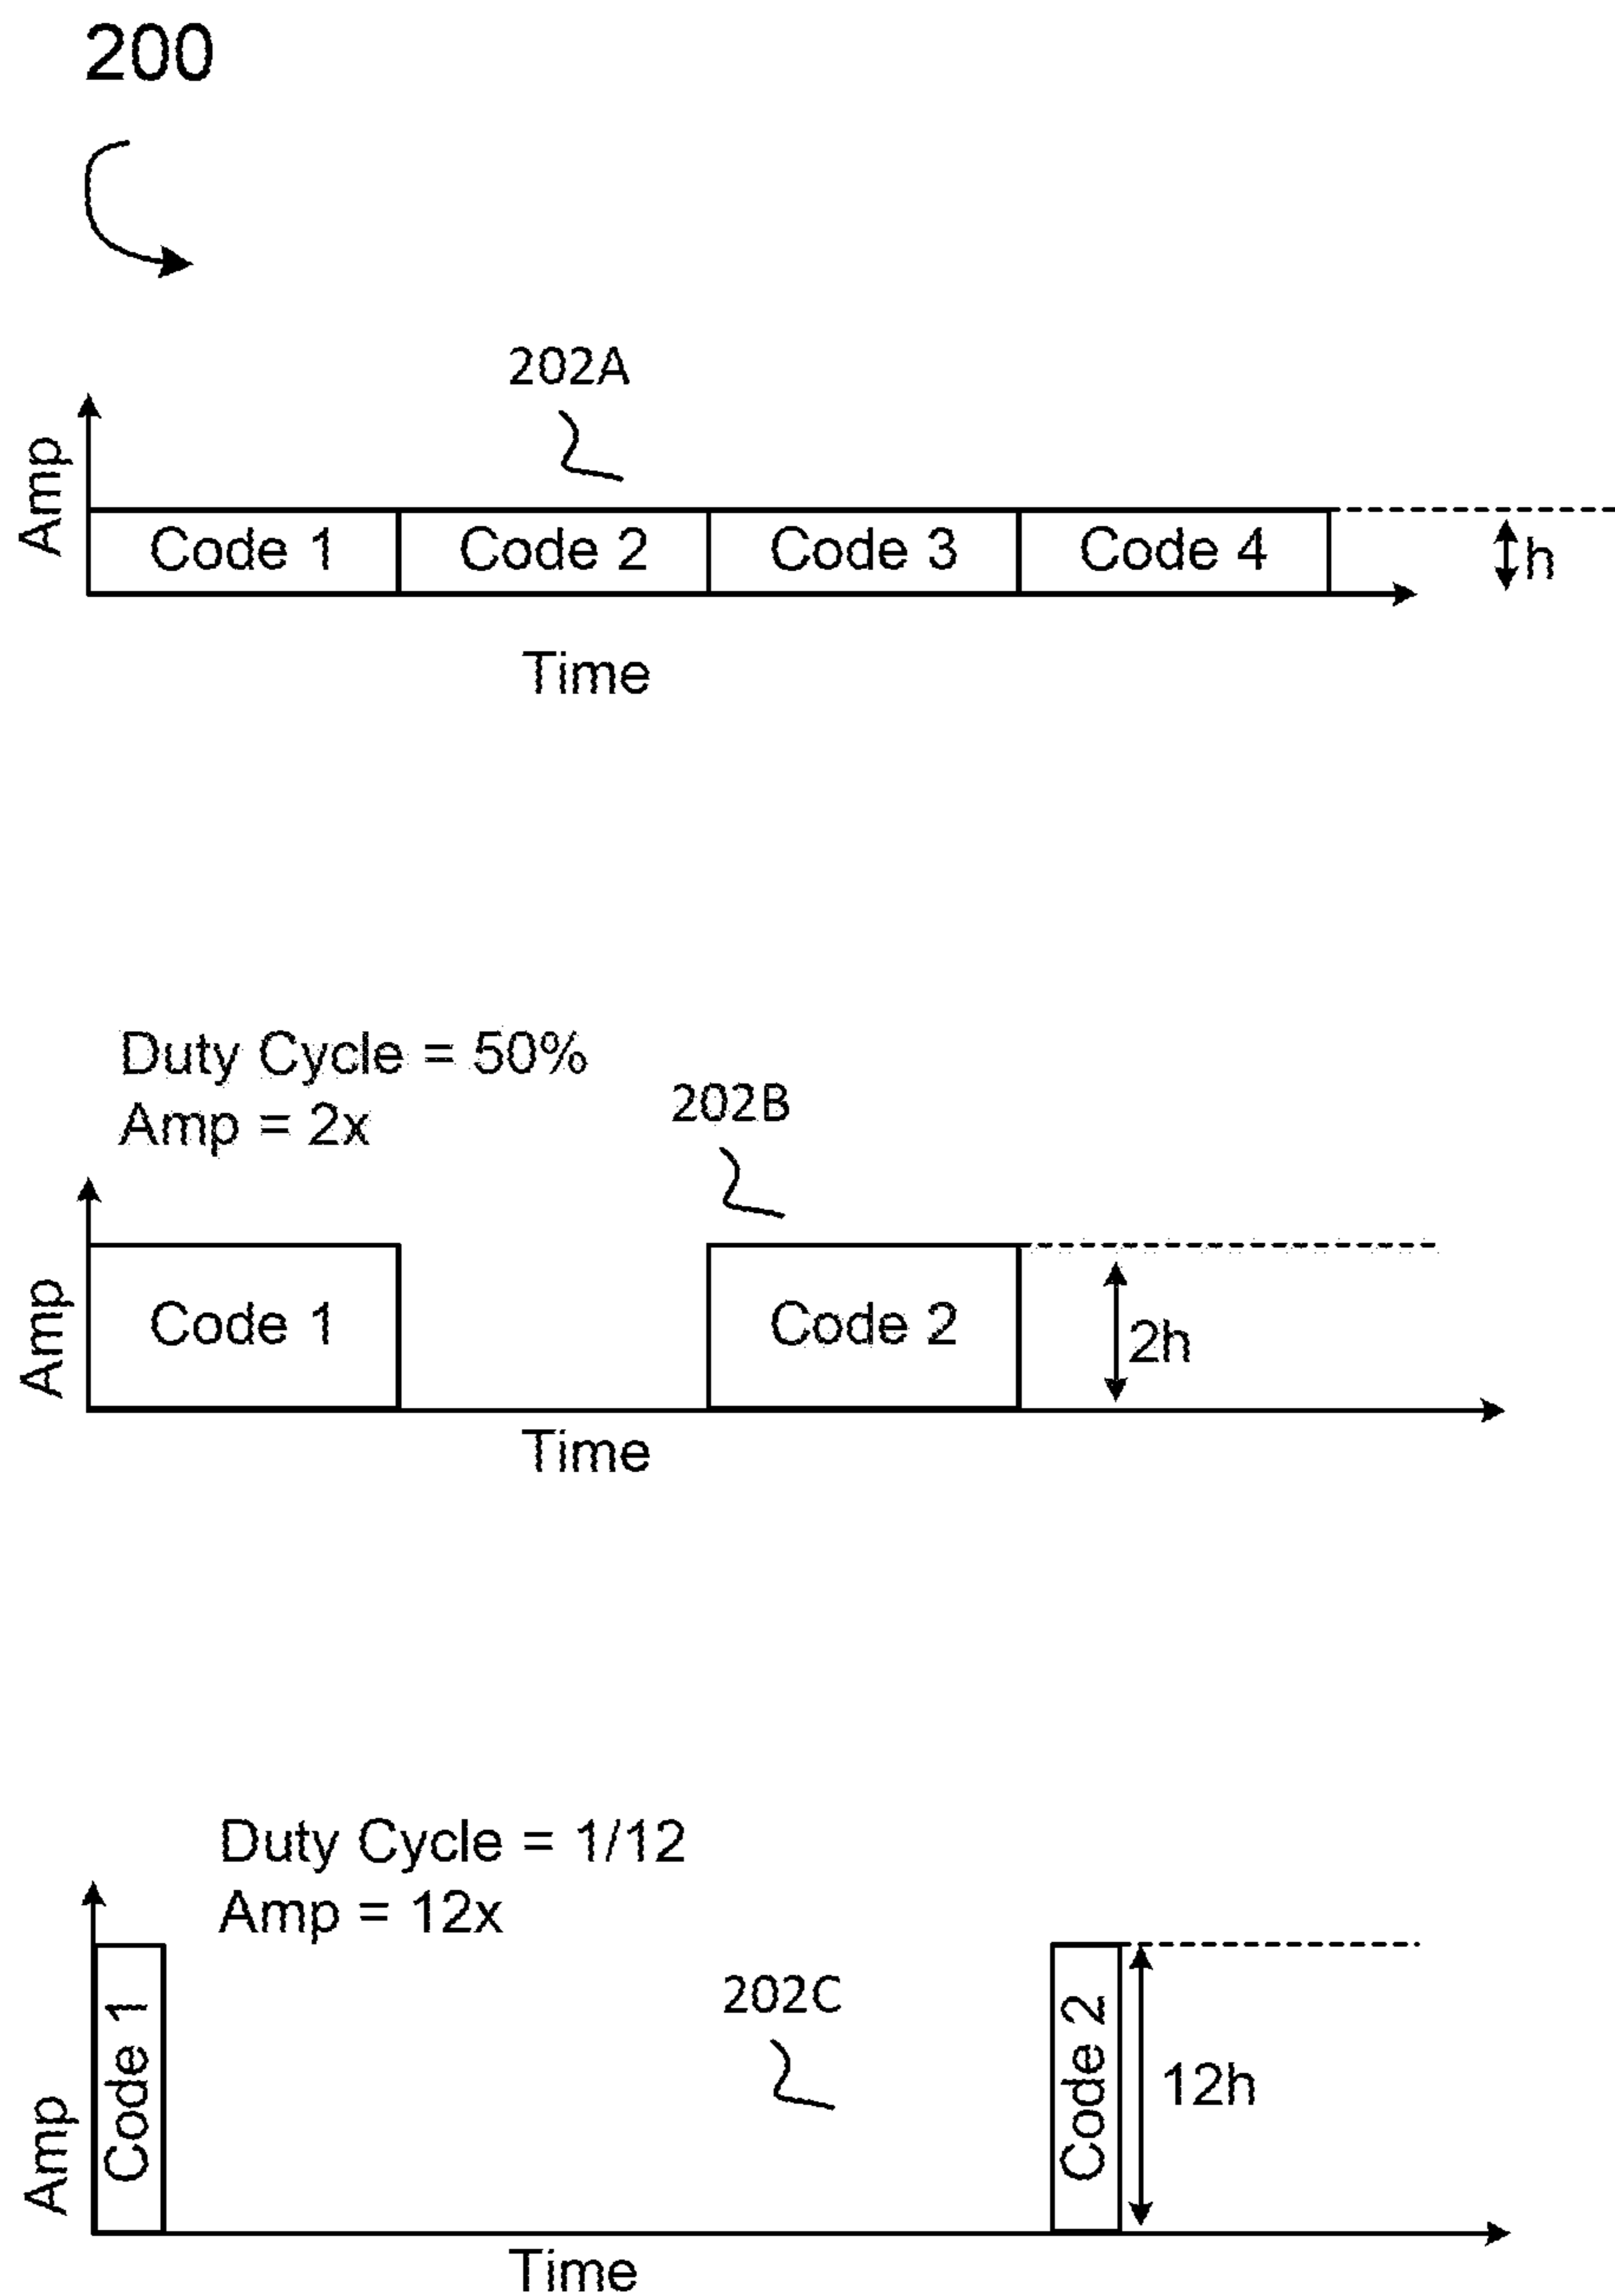 200
202A
Amp
Code 1 Code 2 Code 3 Code 4
h
Time
Duty Cycle = 50%
Amp = 2x
202B
Amp
Code 1
Code 2
2h
Time
Duty Cycle = 1/12
Amp = 12x
202C
Amp
Code 1
Code 2
12h
Time